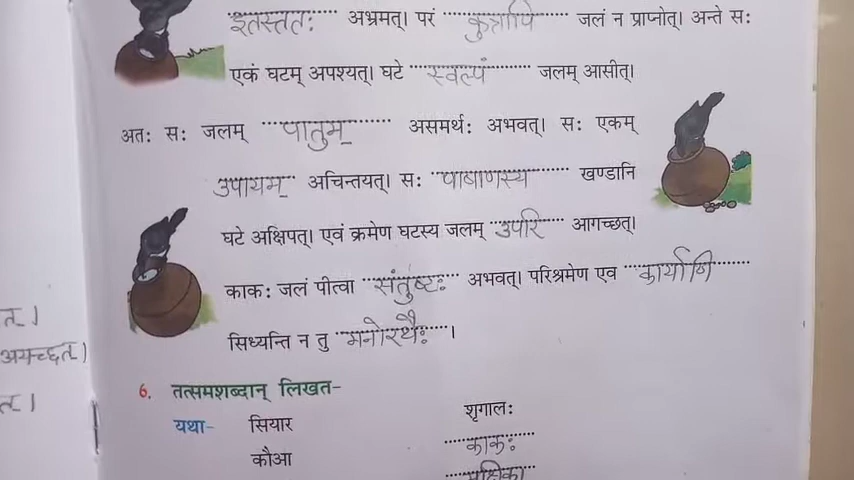 इतस्ततः अभ्रमत्। परं कुत्रापि जलं न प्राप्नोत्। अन्ते सः
एकं घटम् अपश्यत्। घटे स्वल्पं जलम् आसीत्।
अतः सः जलम् पातुम् असमर्थः अभवत्। सः एकम्
उपायम् अचिन्तयत्। सः पाषाणस्य खण्डानि
घटे अक्षिपत्। एवं क्रमेण घटस्य जलम् उपरि आगच्छत्।
काकः जलं पीत्वा संतुष्टः अभवत्। परिश्रमेण एव कार्याणि
सिध्यन्ति न तु मनोरथैः।
त्।
त्।
6. तत्समशब्दान् लिखत–
यथा- सियार शृगालः
कौआ काकः
मक्षिका